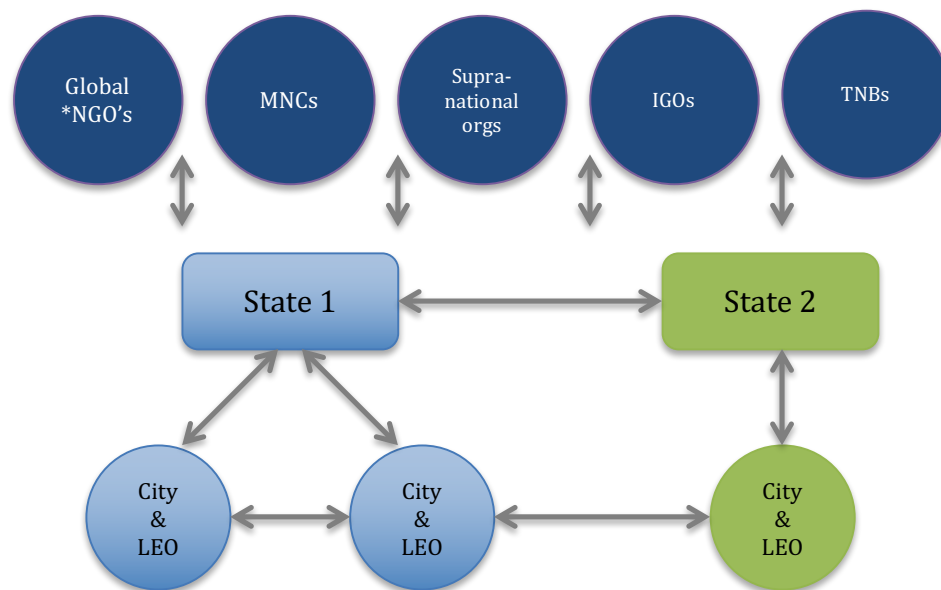 Global
*NGO's
MNCs
Supra-
national
orgs
IGOs
TNBs
State 1
State 2
City
&
LEO
City
&
LEO
City
&
LEO